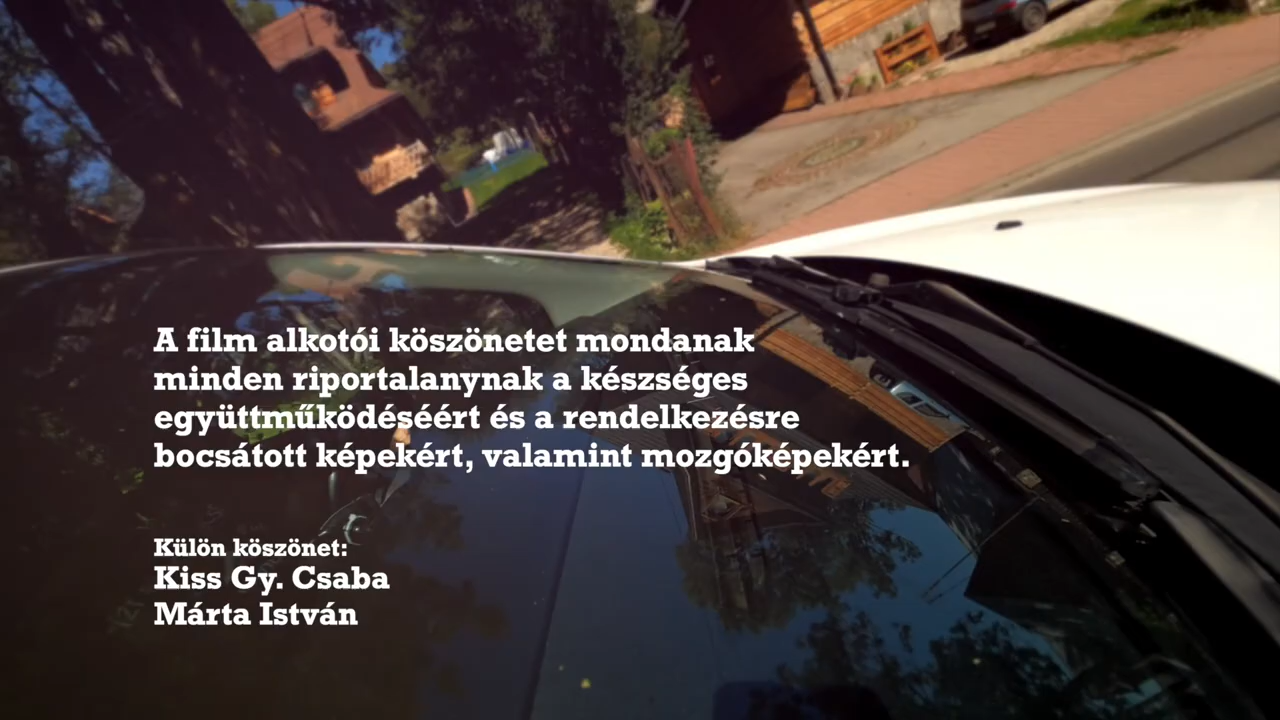 A film alkotói köszönetet mondanak
minden riportalanynak a készséges
együttműködéséért és a rendelkezésre
bocsátott képekért, valamint mozgóképekért.
Külön köszönet:
Kiss Gy. Csaba
Márta István